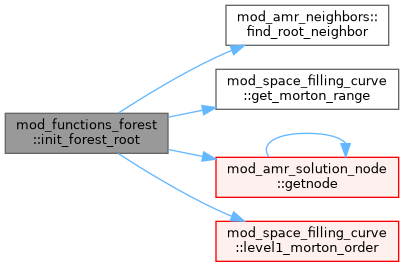 mod_amr_neighbors::
find_root_neighbor
mod_space_filling_curve
::get_morton_range
mod_functions_forest
::init_forest_root
mod_amr_solution_node
::getnode
mod_space_filling_curve
::level1_morton_order